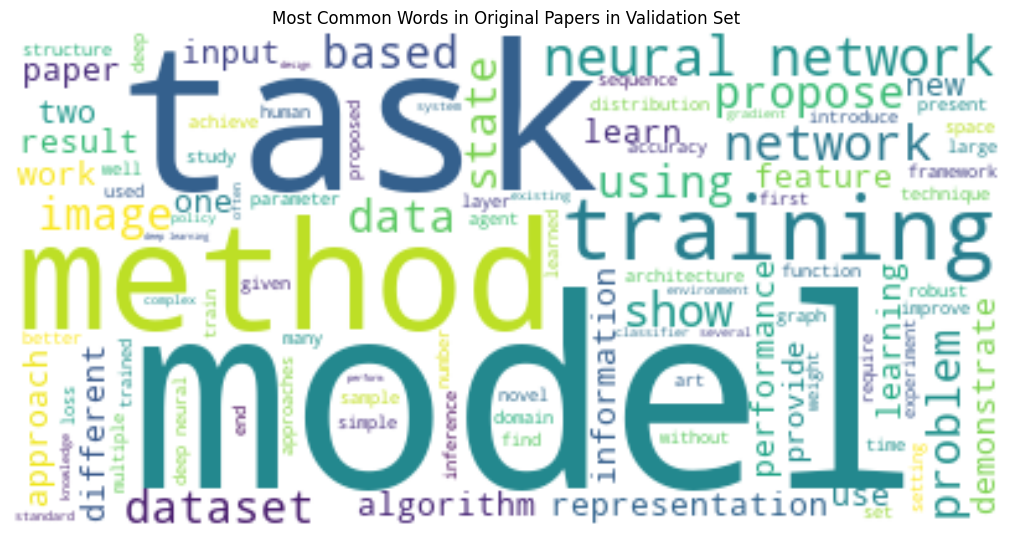 Most Common Words in Original Papers in Validation Set
structure
deep
input
design
based
neural network
paper
task
state
sequence
propose
new
two
achieve
human
proposed
system
distribution
gradient
introduce
present
result
study
learn
accuracy
network
space
large
work
well
used
one
often
parameter
layer
existing
using
feature
first
framework
technique
image
policy
deep learning
data
agent
learned
training
method
complex
given
train
model
information
architecture
environment
function
show
classifier
several
performance
graph
learning
robust
improve
better
many
number
approach
different
trained
loss
knowledge
multiple
deep neural
end
approaches
perform
sample
simple
inference
novel
domain
find
art
without
provide
weight
require
experiment
time
setting
problem
demonstrate
standard
dataset
algorithm
representation
use
set